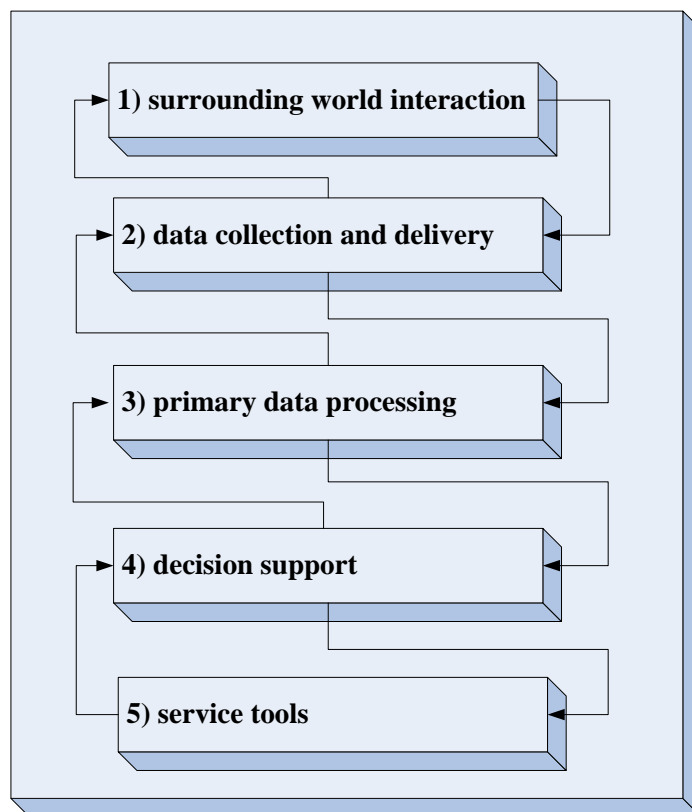 1) surrounding world interaction
2) data collection and delivery
3) primary data processing
4) decision support
5) service tools